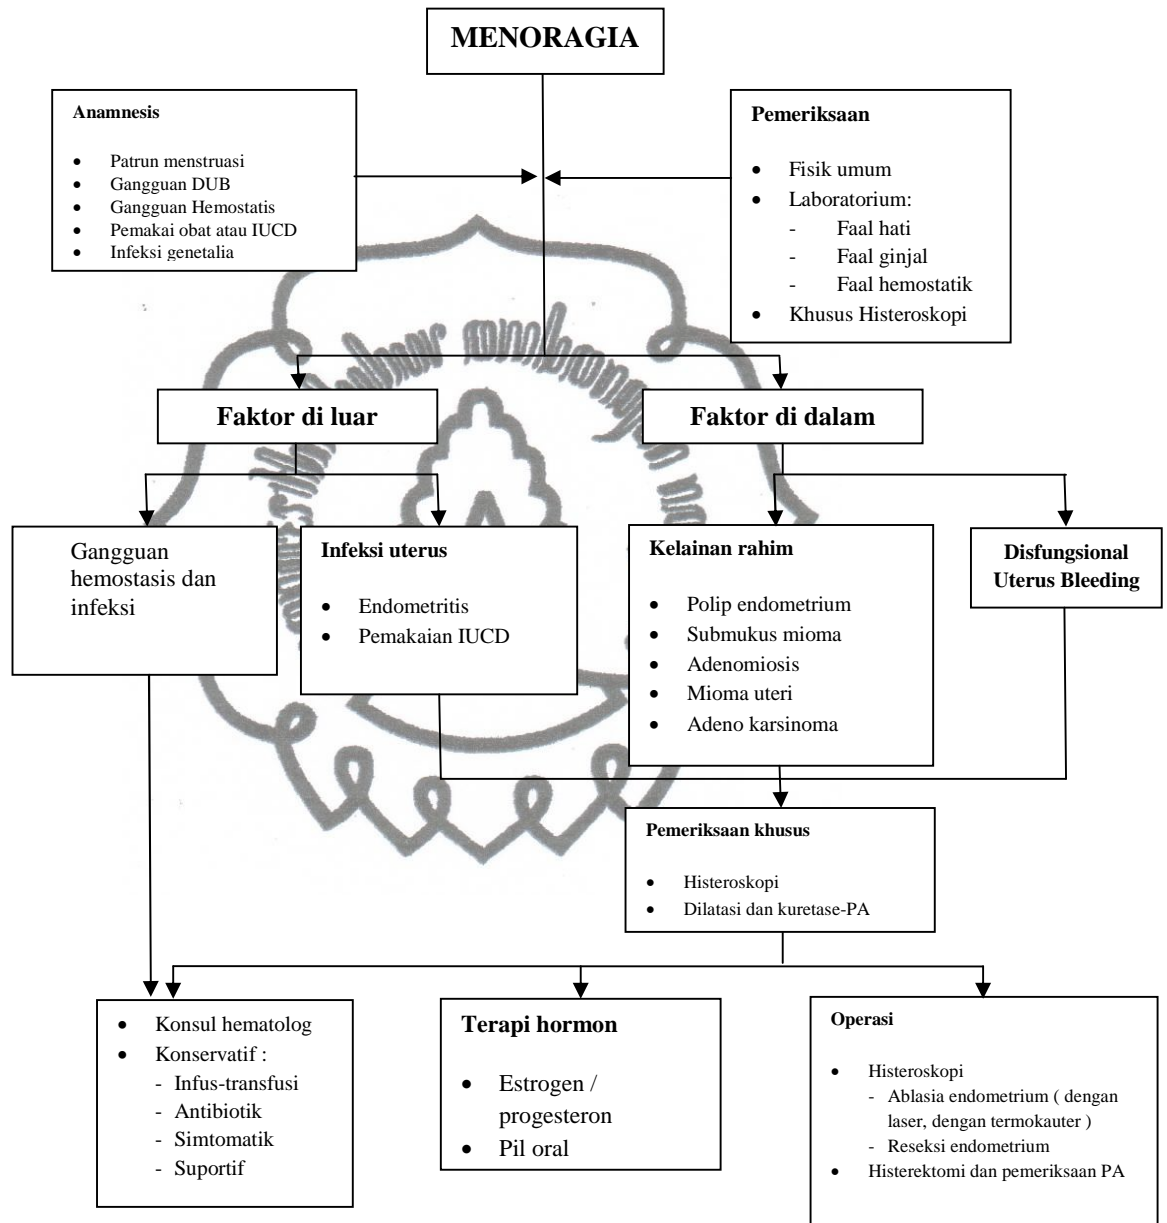 MENORAGIA
Anamnesis
• Patrun menstruasi
• Gangguan DUB
• Gangguan Hemostatis
• Pemakai obat atau IUCD
• Infeksi genetalia
Pemeriksaan
• Fisik umum
• Laboratorium:
- Faal hati
- Faal ginjal
- Faal hemostatik
• Khusus Histeroskopi
Faktor di luar
Faktor di dalam
Gangguan
hemostasis dan
infeksi
Infeksi uterus
• Endometritis
• Pemakaian IUCD
Kelainan rahim
• Polip endometrium
• Submukus mioma
• Adenomiosis
• Mioma uteri
• Adeno karsinoma
Disfungsional
Uterus Bleeding
Pemeriksaan khusus
• Histeroskopi
• Dilatasi dan kuretase-PA
• Konsul hematolog
• Konservatif :
- Infus-transfusi
- Antibiotik
- Simtomatik
- Suportif
Terapi hormon
• Estrogen /
progesteron
• Pil oral
Operasi
• Histeroskopi
- Ablasia endometrium ( dengan
laser, dengan termokauter )
- Reseksi endometrium
• Histerektomi dan pemeriksaan PA